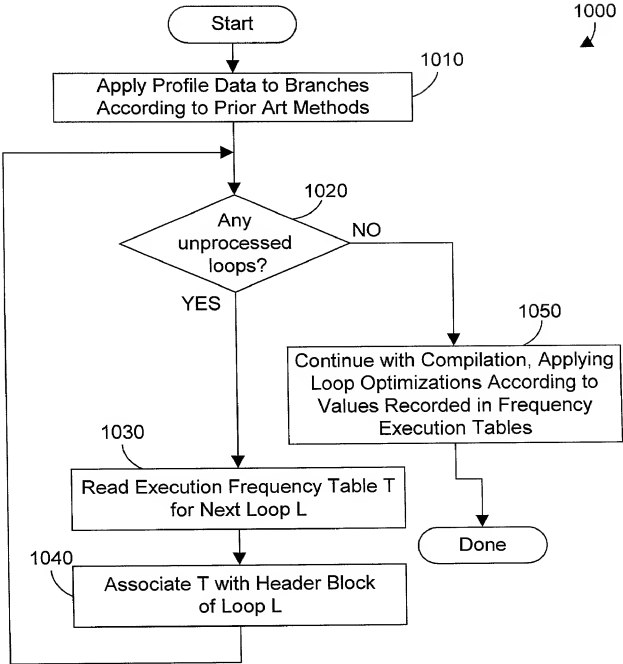 Start
1000
1010
Apply Profile Data to Branches
According to Prior Art Methods
1020
Any
unprocessed
loops?
NO
YES
1050
Continue with Compilation, Applying
Loop Optimizations According to
Values Recorded in Frequency
Execution Tables
1030
Read Execution Frequency Table T
for Next Loop L
Done
1040
Associate T with Header Block
of Loop L